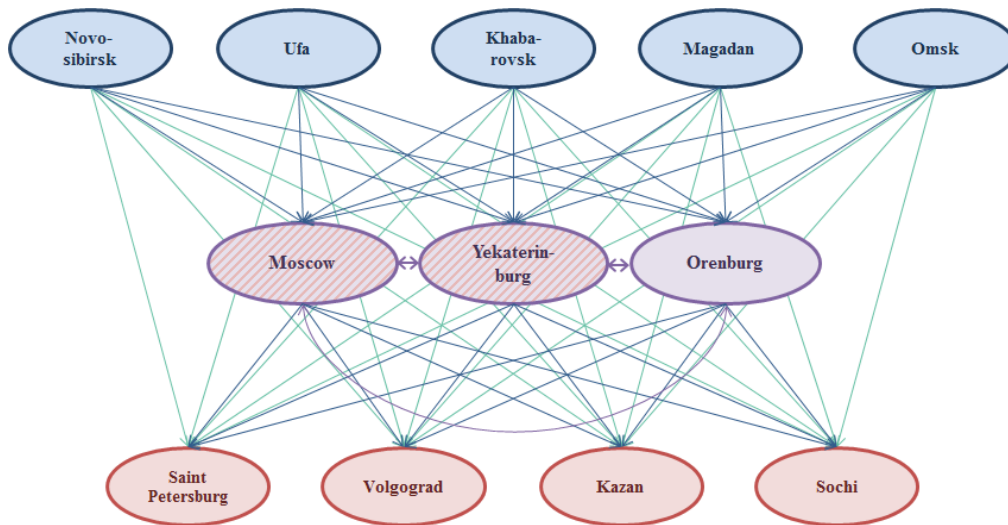 Novo-
sibirsk
Ufa
Khaba-
rovsk
Magadan
Omsk
Moscow
Yekaterin-
burg
Orenburg
Saint
Petersburg
Volgograd
Kazan
Sochi